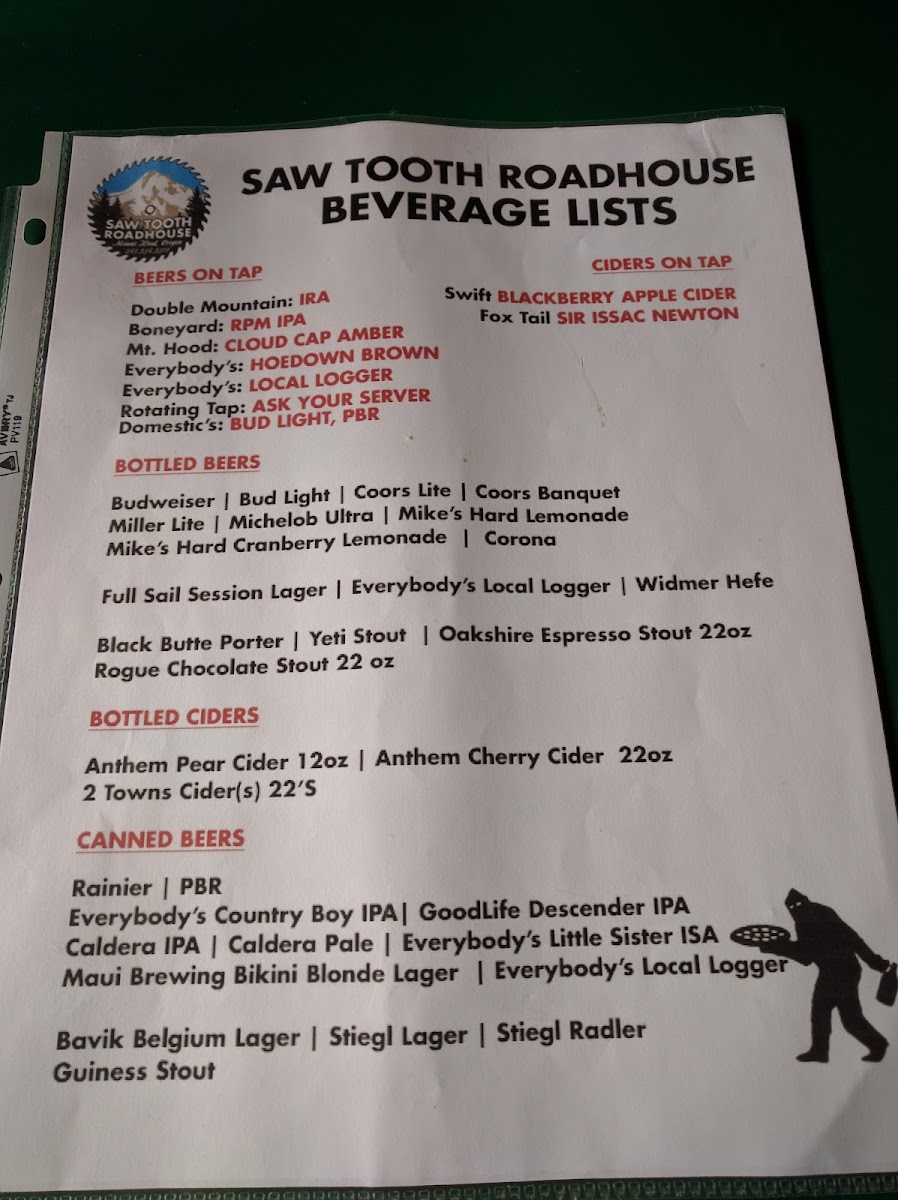 SAW TOOTH ROADHOUSE
BEVERAGE LISTS
SAW TOOTH
ROADHOUSE
Mount Hood, Oregon
BEERS ON TAP
Double Mountain: IRA
Boneyard: RPM IPA
Mt. Hood: CLOUD CAP AMBER
Everybody's: HOEDOWN BROWN
Everybody's: LOCAL LOGGER
Rotating Tap: ASK YOUR SERVER
Domestic's: BUD LIGHT, PBR
CIDERS ON TAP
Swift BLACKBERRY APPLE CIDER
Fox Tail SIR ISSAC NEWTON
BOTTLED BEERS
Budweiser | Bud Light | Coors Lite | Coors Banquet
Miller Lite | Michelob Ultra | Mike's Hard Lemonade
Mike's Hard Cranberry Lemonade | Corona
Full Sail Session Lager | Everybody's Local Logger | Widmer Hefe
Black Butte Porter | Yeti Stout | Oakshire Espresso Stout 22oz
Rogue Chocolate Stout 22 oz
BOTTLED CIDERS
Anthem Pear Cider 12oz | Anthem Cherry Cider 22oz
2 Towns Cider(s) 22'S
CANNED BEERS
Rainier | PBR
Everybody's Country Boy IPA| GoodLife Descender IPA
Caldera IPA | Caldera Pale | Everybody's Little Sister ISA
Maui Brewing Bikini Blonde Lager | Everybody's Local Logger
Bavik Belgium Lager | Stiegl Lager | Stiegl Radler
Guiness Stout
PV119